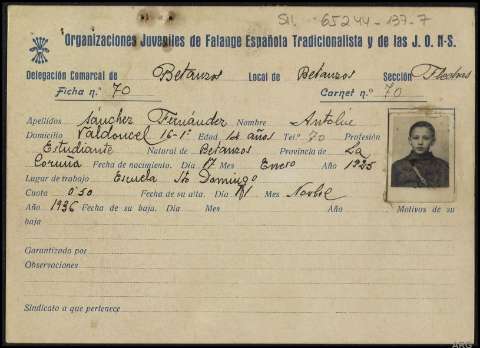 SU. 65244-137-7
Organizaciones Juveniles de Falange Española Tradicionalista y de las J. O. N-S.
Delegación Comarcal de Betanzos Local de Betanzos Sección Flechas
Ficha n.º 70 Carnet n.º 70
Apellidos Sánchez Fernández Nombre
Domicilio Valdoncel 16-1º Edad 14 años Tel.º 70 Profesión
Estudiante Natural de Betanzos Provincia de La
Coruña Fecha de nacimiento. Día 17 Mes Enero Año 1925
Lugar de trabajo Escuela Sto Domingo
Cuota 0'50 Fecha de su alta. Día Mes Novbre
Año 1936 Fecha de su baja. Día Mes Año Motivos de su
baja
Garantizado por
Observaciones
Sindicato a que pertenece
ARG